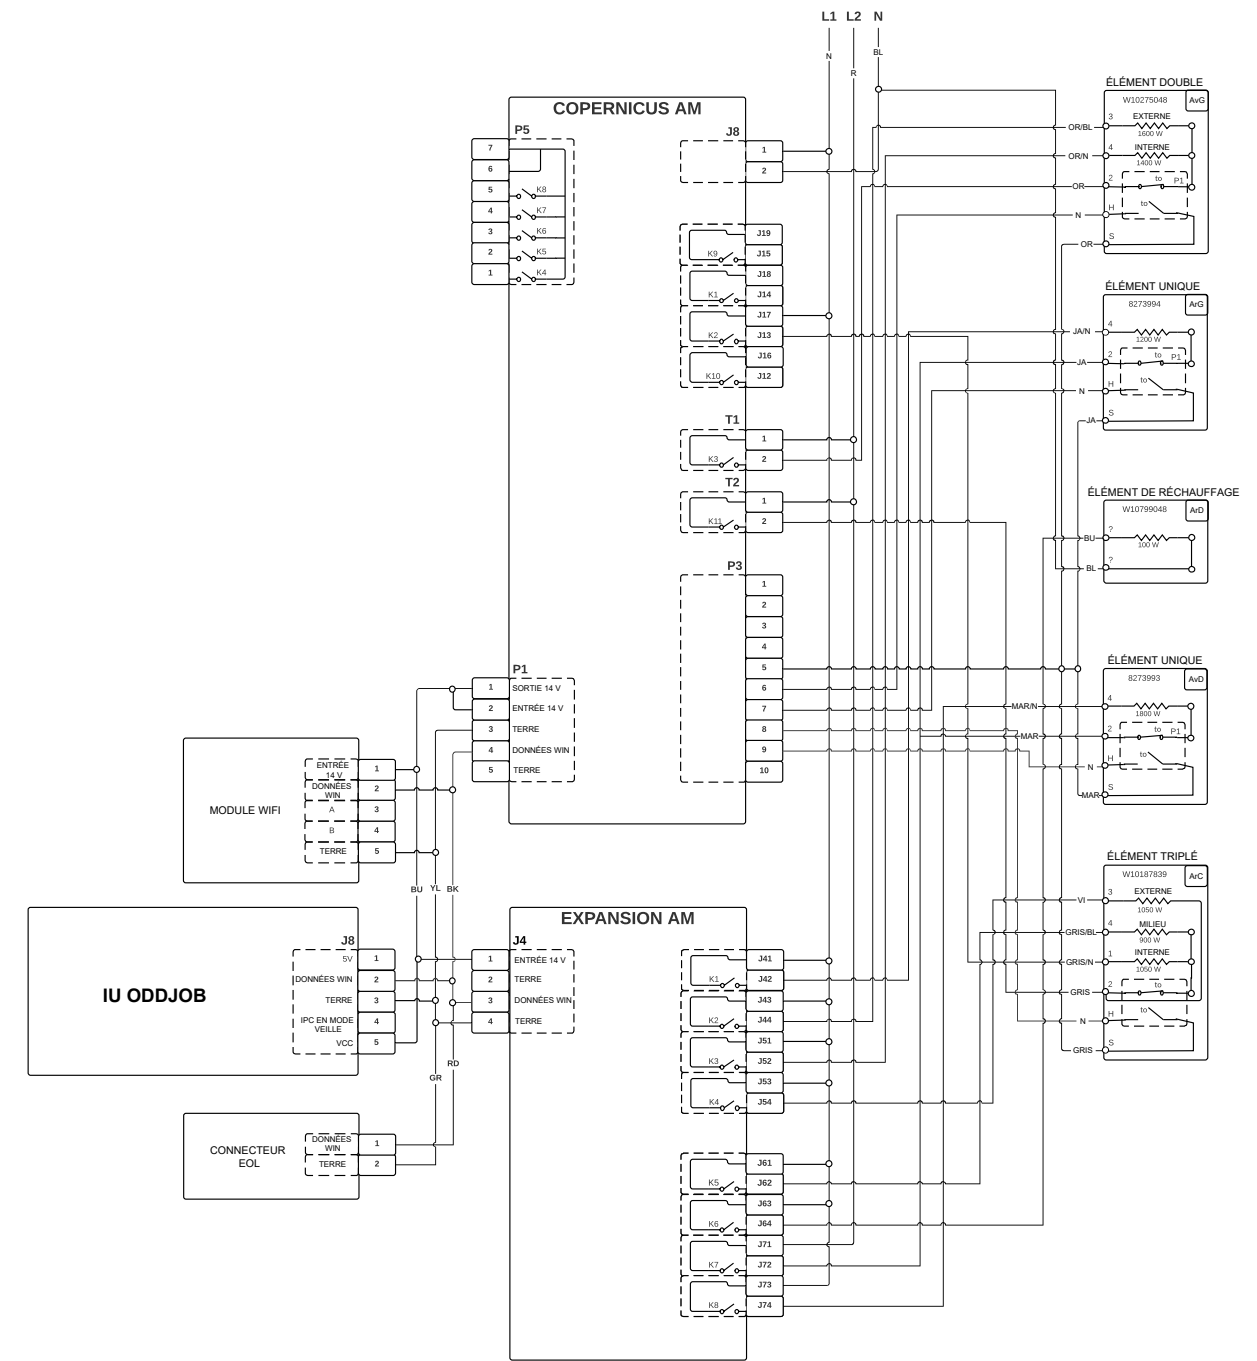 L1 L2 N
N
R
BL
COPERNICUS AM
P5
7
6
5 K8
4 K7
3 K6
2 K5
1 K4
J8
1
2
J19
K9 J15
J18
K1 J14
J17
K2 J13
J16
K10 J12
T1
1
K3 2
T2
1
K11 2
P3
1
2
3
4
5
6
7
8
9
10
P1
1 SORTIE 14 V
2 ENTRÉE 14 V
3 TERRE
4 DONNÉES WIN
5 TERRE
MODULE WIFI
ENTRÉE 14 V 1
DONNÉES WIN 2
A 3
B 4
TERRE 5
BU YL BK
IU ODDJOB
J8
5V 1
DONNÉES WIN 2
TERRE 3
IPC EN MODE VEILLE 4
VCC 5
RD
GR
CONNECTEUR
EOL
DONNÉES WIN 1
TERRE 2
EXPANSION AM
J4
1 ENTRÉE 14 V
2 TERRE
3 DONNÉES WIN
4 TERRE
J41
K1 J42
J43
K2 J44
J51
K3 J52
J53
K4 J54
J61
K5 J62
J63
K6 J64
J71
K7 J72
J73
K8 J74
ÉLÉMENT DOUBLE
W10275048 AvG
3 EXTERNE
OR/BL 1600 W
4 INTERNE
OR/N 1400 W
2 to P1
OR
H to
N
S
OR
ÉLÉMENT UNIQUE
8273994 ArG
4
JA/N 1200 W
2 to P1
JA
H to
N
S
JA
ÉLÉMENT DE RÉCHAUFFAGE
W10799048 ArD
?
BU 100 W
?
BL
ÉLÉMENT UNIQUE
8273993 AvD
4
MAR/N 1800 W
2 to P1
MAR
H to
N
S
MAR
ÉLÉMENT TRIPLÉ
W10187839 ArC
3 EXTERNE
VI 1050 W
4 MILIEU
GRIS/BL 900 W
1 INTERNE
GRIS/N 1050 W
2 to
GRIS
H to
N
S
GRIS